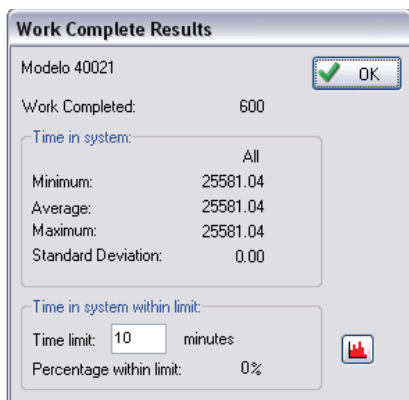 Work Complete Results
Modelo 40021
OK
Work Completed: 600
Time in system:
All
Minimum: 25581.04
Average: 25581.04
Maximum: 25581.04
Standard Deviation: 0.00
Time in system within limit:
Time limit: 10 minutes
Percentage within limit: 0%